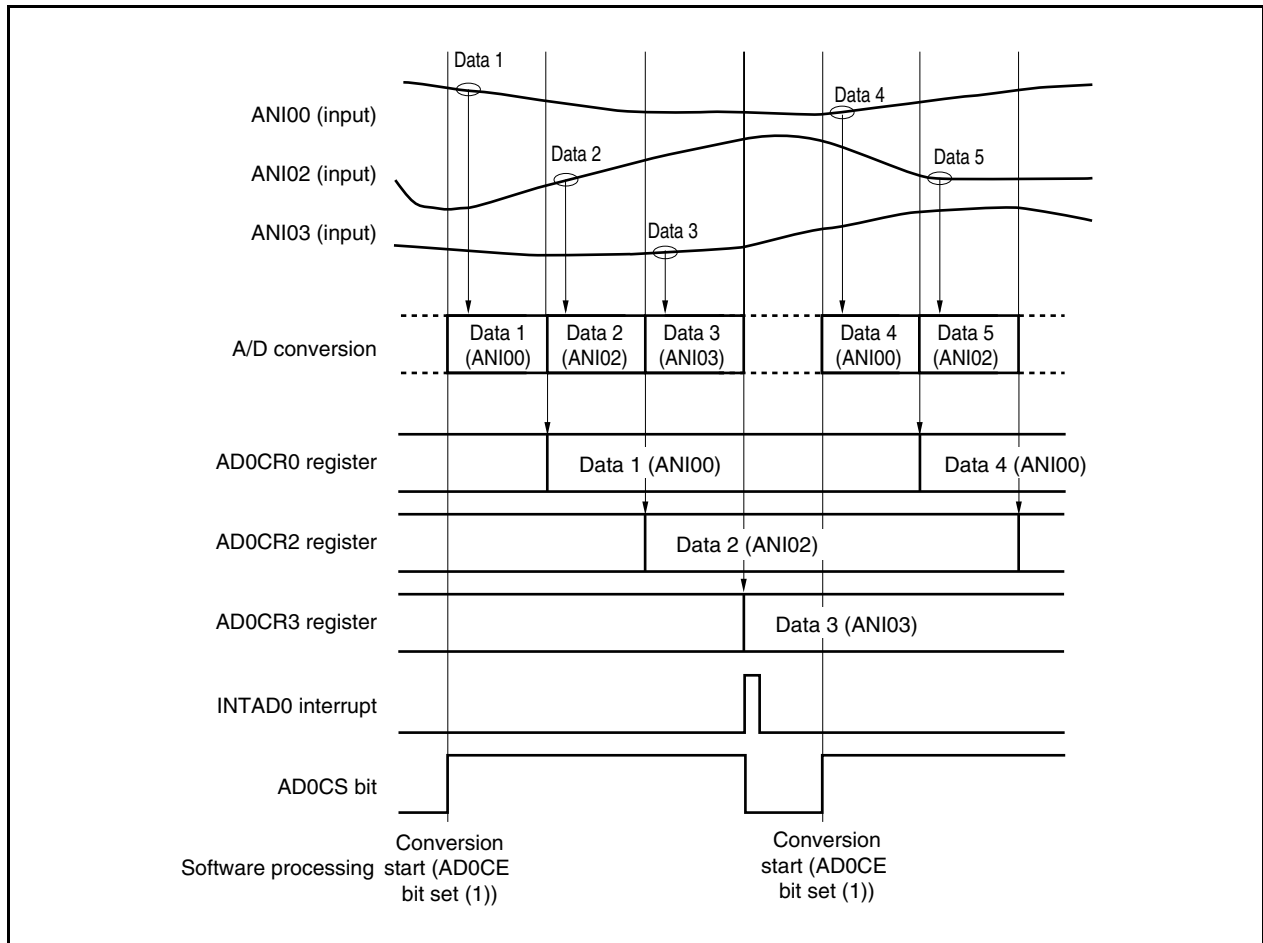 Data 1
Data 4
ANI00 (input)
Data 2
Data 5
ANI02 (input)
Data 3
ANI03 (input)
A/D conversion
Data 1
(ANI00)
Data 2
(ANI02)
Data 3
(ANI03)
Data 4
(ANI00)
Data 5
(ANI02)
AD0CR0 register
Data 1 (ANI00)
Data 4 (ANI00)
AD0CR2 register
Data 2 (ANI02)
AD0CR3 register
Data 3 (ANI03)
INTAD0 interrupt
AD0CS bit
Software processing
Conversion
start (AD0CE
bit set (1))
Conversion
start (AD0CE
bit set (1))